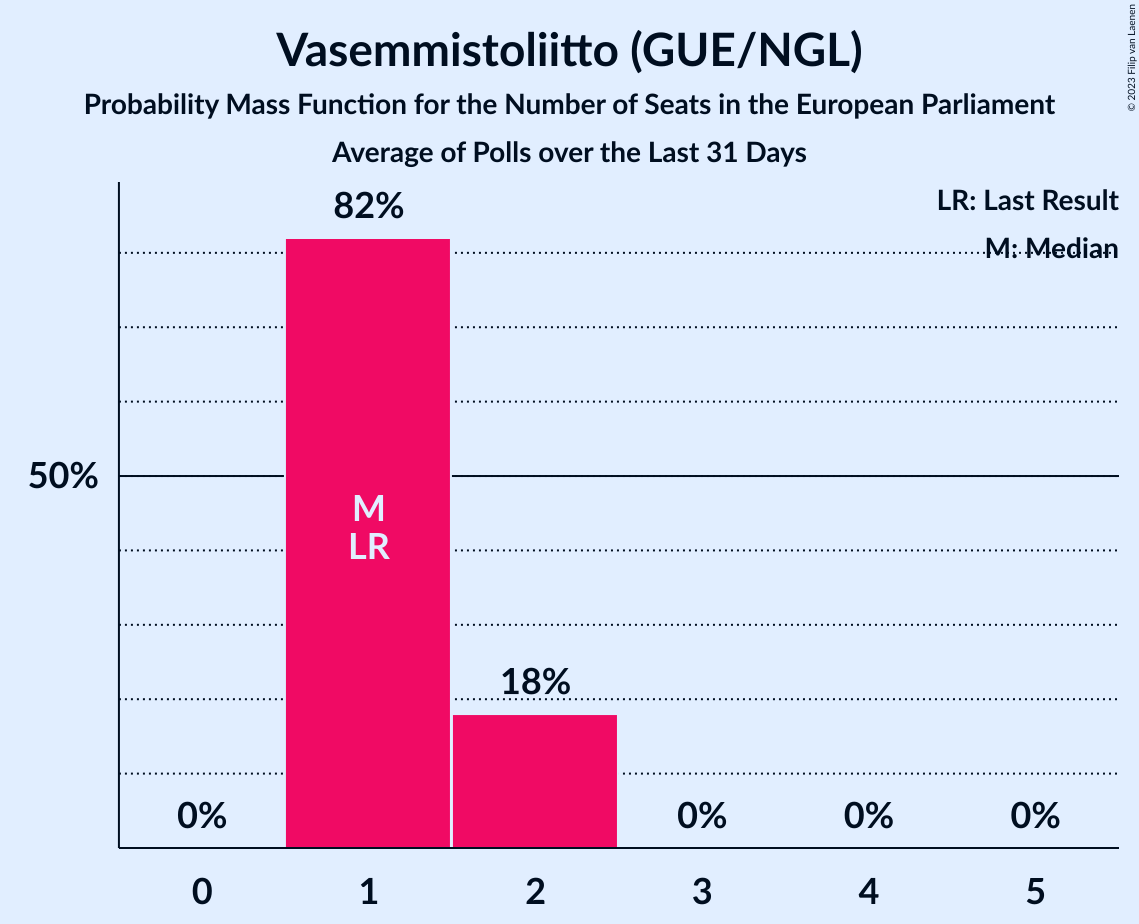 Vasemmistoliitto (GUE/NGL)
Probability Mass Function for the Number of Seats in the European Parliament
Average of Polls over the Last 31 Days
© 2023 Filip van Laenen
LR: Last Result
M: Median
82%
50%
M
LR
18%
0%
0%
0%
0%
0
1
2
3
4
5